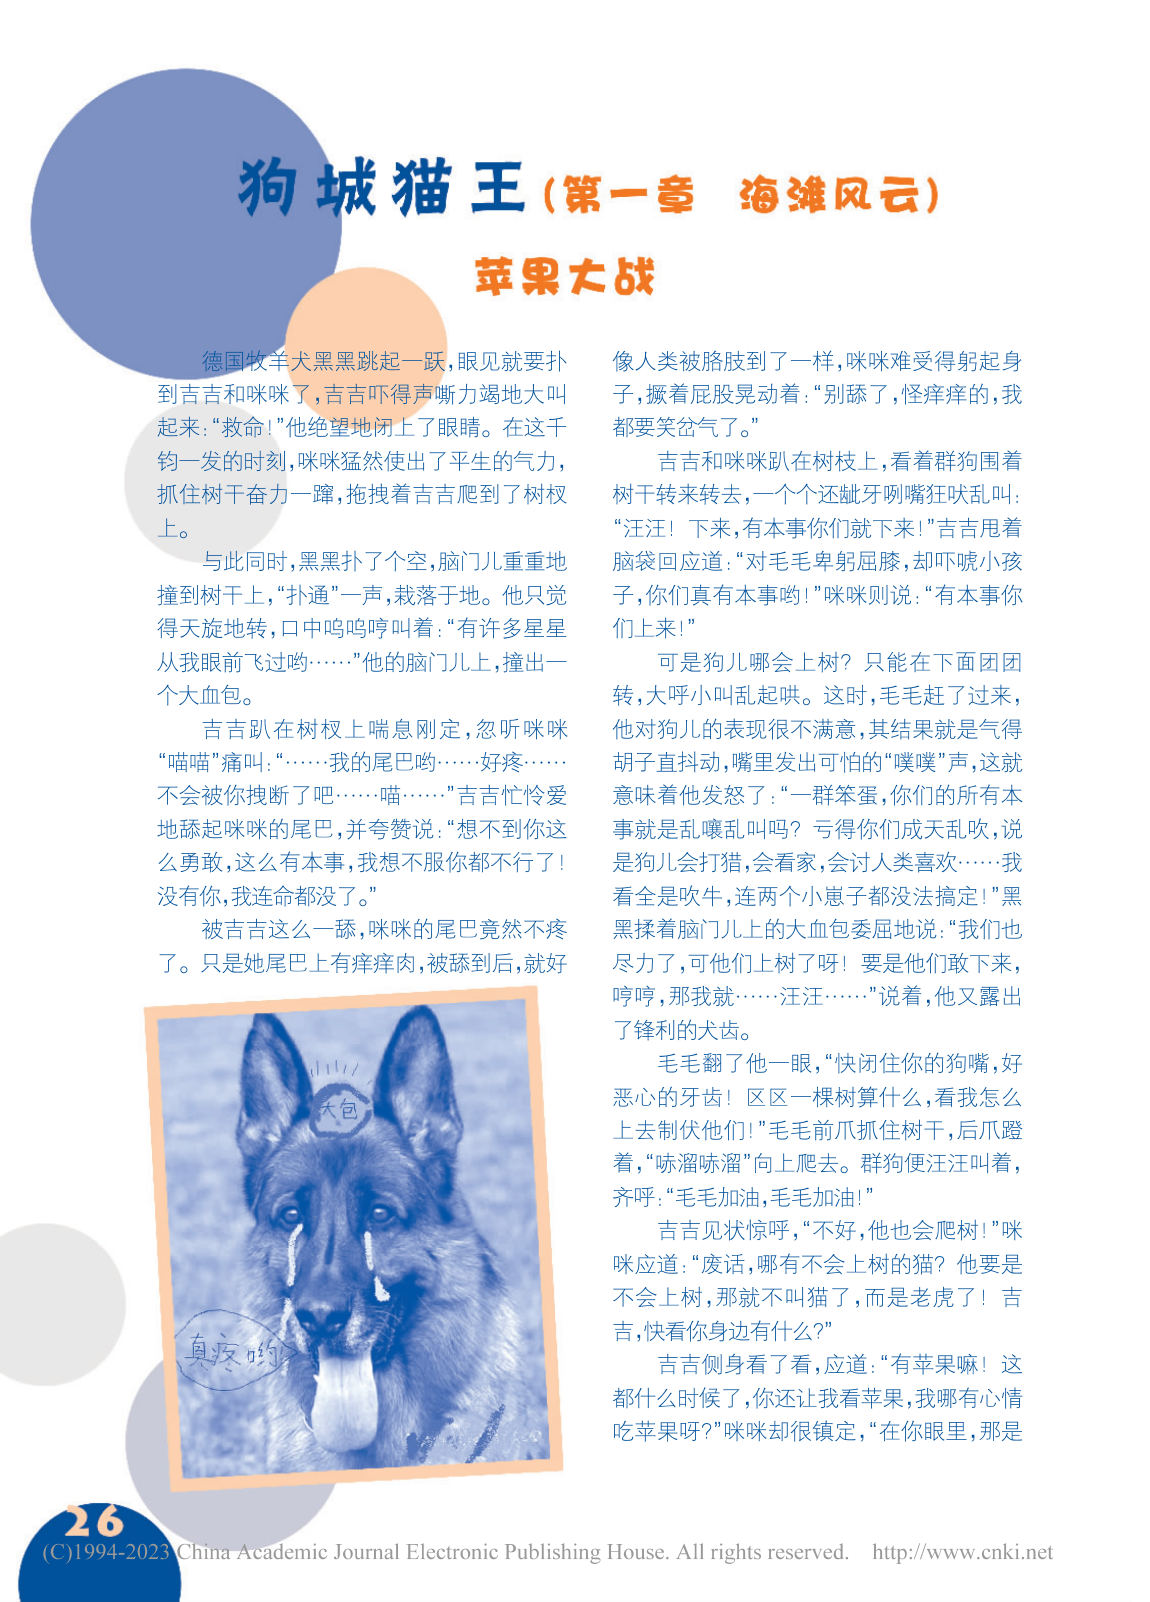 狗城猫王(第一章 海滩风云)
苹果大战
德国牧羊犬黑黑跳起一跃,眼见就要扑
到吉吉和咪咪了,吉吉吓得声嘶力竭地大叫
起来:“救命!”他绝望地闭上了眼睛。在这千
钧一发的时刻,咪咪猛然使出了平生的气力,
抓住树干奋力一蹿,拖拽着吉吉爬到了树杈
上。
与此同时,黑黑扑了个空,脑门儿重重地
撞到树干上,“扑通”一声,栽落于地。他只觉
得天旋地转,口中呜呜哼叫着:“有许多星星
从我眼前飞过哟……”他的脑门儿上,撞出一
个大血包。
吉吉趴在树杈上喘息刚定,忽听咪咪
“喵喵”痛叫:“……我的尾巴哟……好疼……
不会被你拽断了吧……喵……”吉吉忙怜爱
地舔起咪咪的尾巴,并夸赞说:“想不到你这
么勇敢,这么有本事,我想不服你都不行了!
没有你,我连命都没了。”
被吉吉这么一舔,咪咪的尾巴竟然不疼
了。只是她尾巴上有痒痒肉,被舔到后,就好
大包
真疼哟
像人类被胳肢到了一样,咪咪难受得躬起身
子,撅着屁股晃动着:“别舔了,怪痒痒的,我
都要笑岔气了。”
吉吉和咪咪趴在树枝上,看着群狗围着
树干转来转去,一个个还龇牙咧嘴狂吠乱叫:
“汪汪!下来,有本事你们就下来!”吉吉甩着
脑袋回应道:“对毛毛卑躬屈膝,却吓唬小孩
子,你们真有本事哟!”咪咪则说:“有本事你
们上来!”
可是狗儿哪会上树?只能在下面团团
转,大呼小叫乱起哄。这时,毛毛赶了过来,
他对狗儿的表现很不满意,其结果就是气得
胡子直抖动,嘴里发出可怕的“噗噗”声,这就
意味着他发怒了:“一群笨蛋,你们的所有本
事就是乱嚷乱叫吗?亏得你们成天乱吹,说
是狗儿会打猎,会看家,会讨人类喜欢……我
看全是吹牛,连两个小崽子都没法搞定!”黑
黑揉着脑门儿上的大血包委屈地说:“我们也
尽力了,可他们上树了呀!要是他们敢下来,
哼哼,那我就……汪汪……”说着,他又露出
了锋利的犬齿。
毛毛翻了他一眼,“快闭住你的狗嘴,好
恶心的牙齿!区区一棵树算什么,看我怎么
上去制伏他们!”毛毛前爪抓住树干,后爪蹬
着,“哧溜哧溜”向上爬去。群狗便汪汪叫着,
齐呼:“毛毛加油,毛毛加油!”
吉吉见状惊呼,“不好,他也会爬树!”咪
咪应道:“废话,哪有不会上树的猫?他要是
不会上树,那就不叫猫了,而是老虎了!吉
吉,快看你身边有什么?”
吉吉侧身看了看,应道:“有苹果嘛!这
都什么时候了,你还让我看苹果,我哪有心情
吃苹果呀?”咪咪却很镇定,“在你眼里,那是
26
(C)1994-2023 China Academic Journal Electronic Publishing House. All rights reserved. http://www.cnki.net